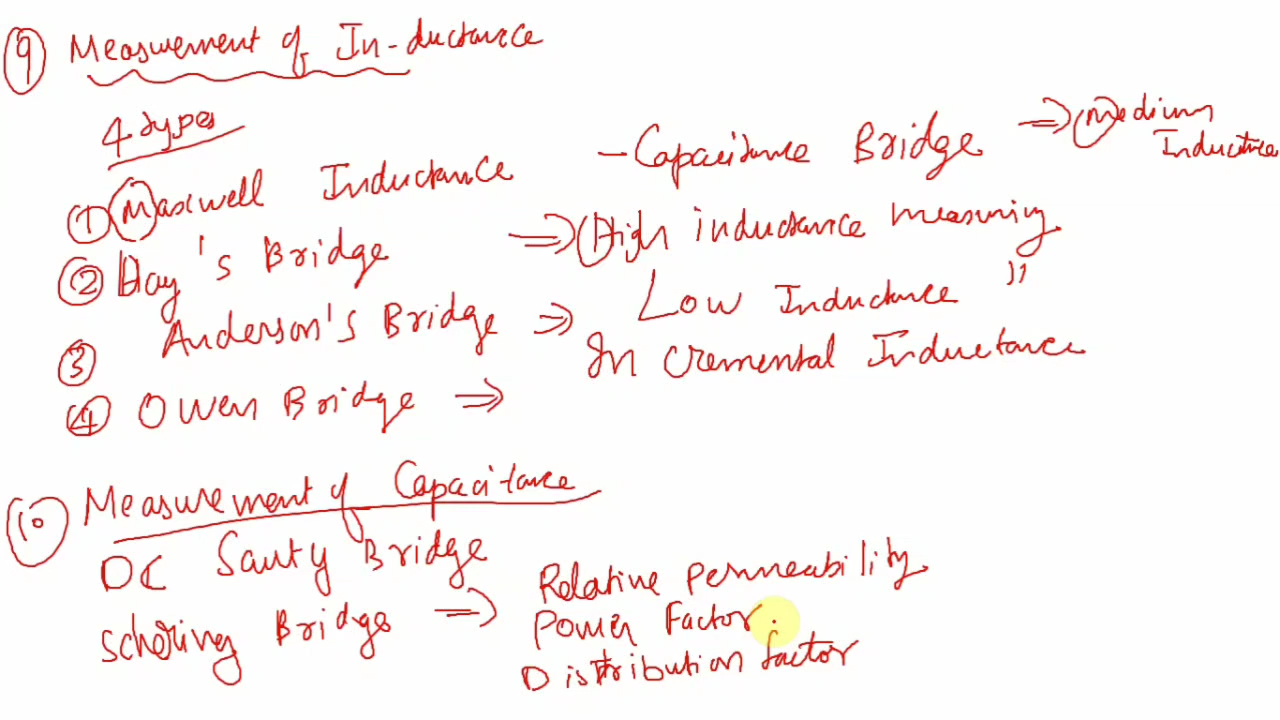 9 Measurement of In-ductance
4 types
1 Maxwell Inductance - Capacitance Bridge ⇒ Medium Inductance
2 Hay's Bridge ⇒ High inductance measuring
3 Anderson's Bridge ⇒ Low Inductance "
4 Owen Bridge ⇒ In cremental Inductance
10 Measurement of Capacitance
DC Sauty Bridge
Schering Bridge ⇒ Relative permeability
Power Factor.
Distribution factor